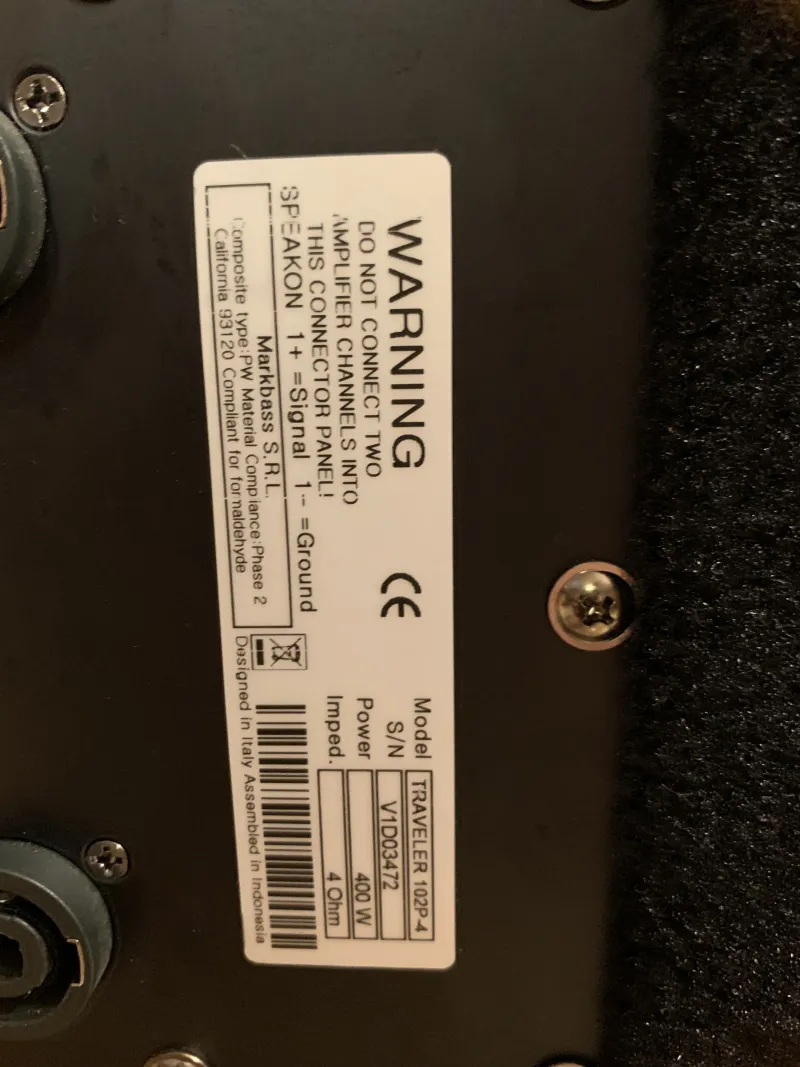 WARNING
DO NOT CONNECT TWO
AMPLIFIER CHANNELS INTO
THIS CONNECTOR PANEL!
SPEAKON 1+ =Signal 1- =Ground
Markbass S.R.L.
Composite type:PW Material Compliance:Phase 2
California 93120 Compliant for formaldehyde
CE
Model TRAVELER 102P-4
S/N V1D03472
Power 400 W
Imped. 4 Ohm
Designed in Italy Assembled in Indonesia